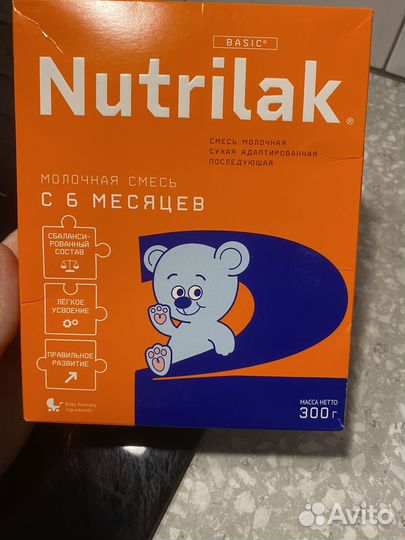 BASIC®
Nutrilak®
СМЕСЬ МОЛОЧНАЯ
СУХАЯ АДАПТИРОВАННАЯ
ПОСЛЕДУЮЩАЯ
МОЛОЧНАЯ СМЕСЬ
С 6 МЕСЯЦЕВ
СБАЛАНСИ-
РОВАННЫЙ
СОСТАВ
ЛЁГКОЕ
УСВОЕНИЕ
ПРАВИЛЬНОЕ
РАЗВИТИЕ
2
Baby friendly
ingredients
МАССА НЕТТО
300 г
Avito